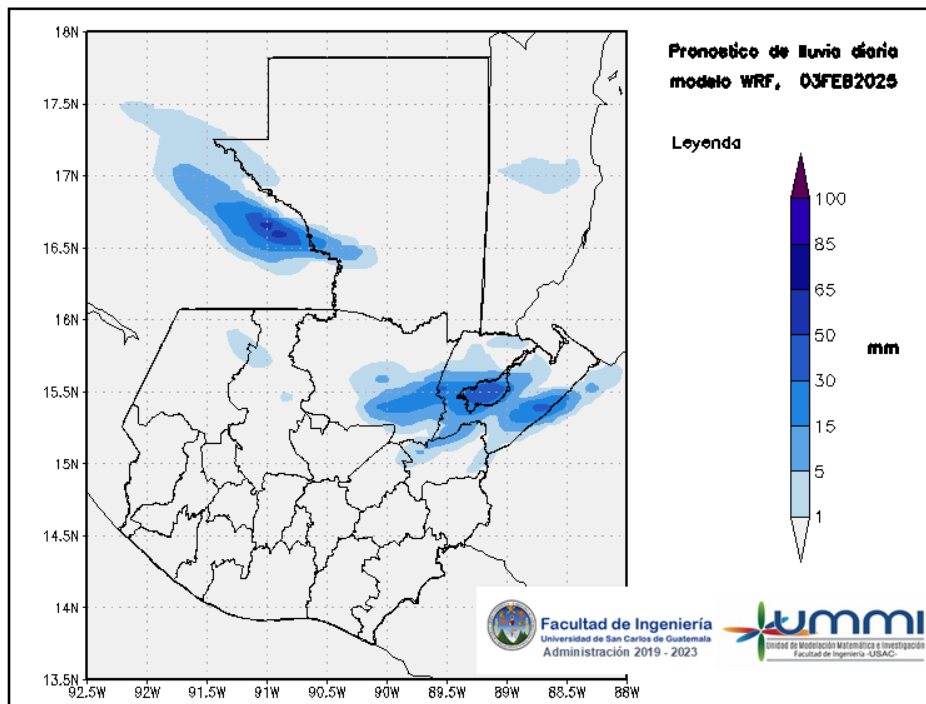 18N
17.5N
17N
16.5N
16N
15.5N
15N
14.5N
14N
13.5N
92.5W
92W
91.5W
91W
90.5W
90W
89.5W
89W
88.5W
88W
Pronostico de lluvia diaria
modelo WRF, 03FEB2025
Leyenda
100
85
65
50
30
15
5
1
mm
Facultad de Ingeniería
Universidad de San Carlos de Guatemala
Administración 2019 - 2023
ummi
Unidad de Modelación Matemática e Investigación
Facultad de Ingeniería -USAC-